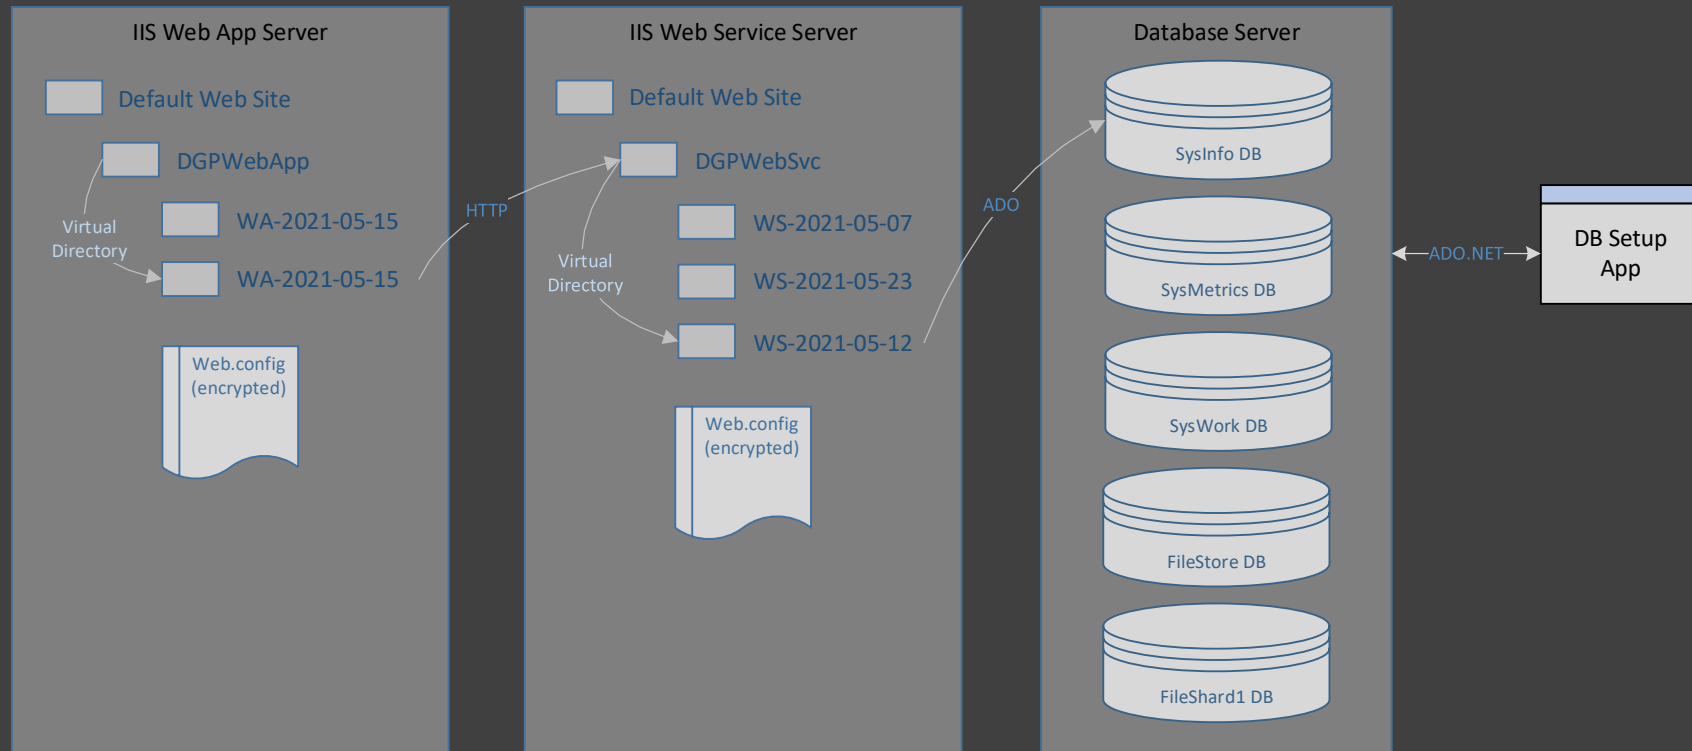 IIS Web App Server
Default Web Site
DGPWebApp
Virtual
Directory
WA-2021-05-15
WA-2021-05-15
Web.config
(encrypted)
HTTP
IIS Web Service Server
Default Web Site
DGPWebSvc
Virtual
Directory
WS-2021-05-07
WS-2021-05-23
WS-2021-05-12
Web.config
(encrypted)
ADO
Database Server
SysInfo DB
SysMetrics DB
SysWork DB
FileStore DB
FileShard1 DB
ADO.NET
DB Setup
App